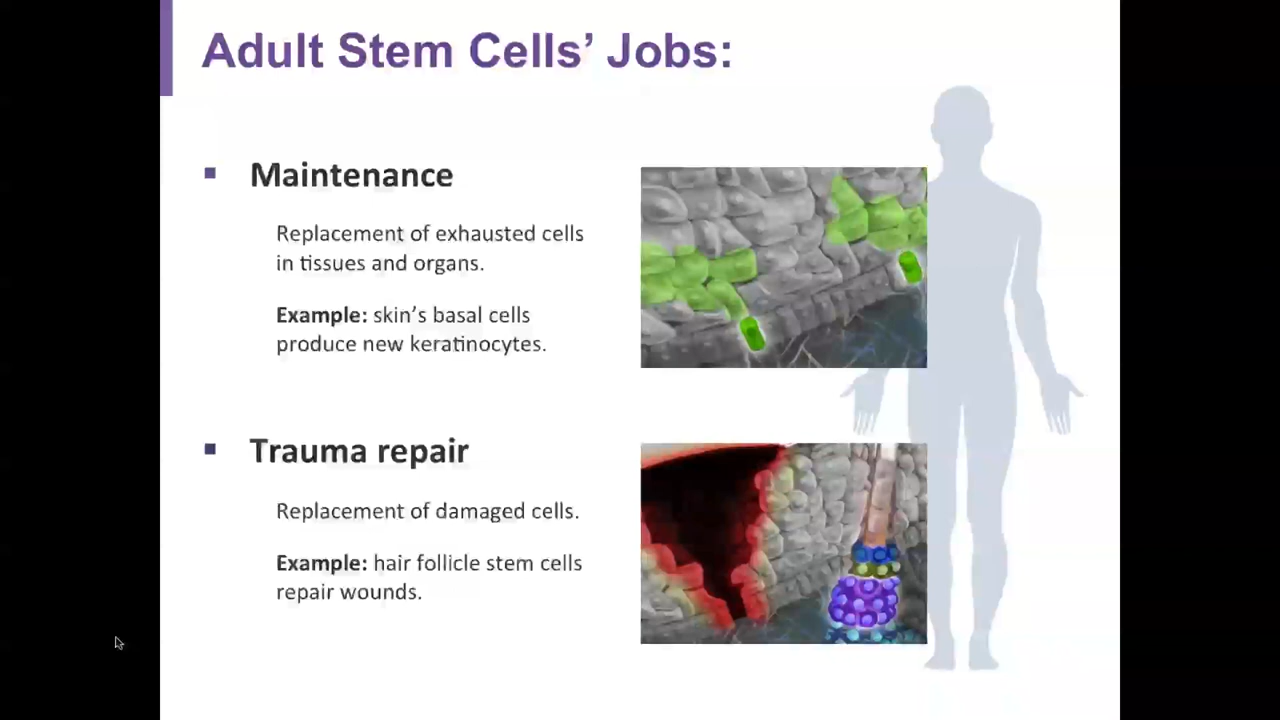 Adult Stem Cells’ Jobs:
Maintenance
Replacement of exhausted cells
in tissues and organs.
Example: skin’s basal cells
produce new keratinocytes.
Trauma repair
Replacement of damaged cells.
Example: hair follicle stem cells
repair wounds.